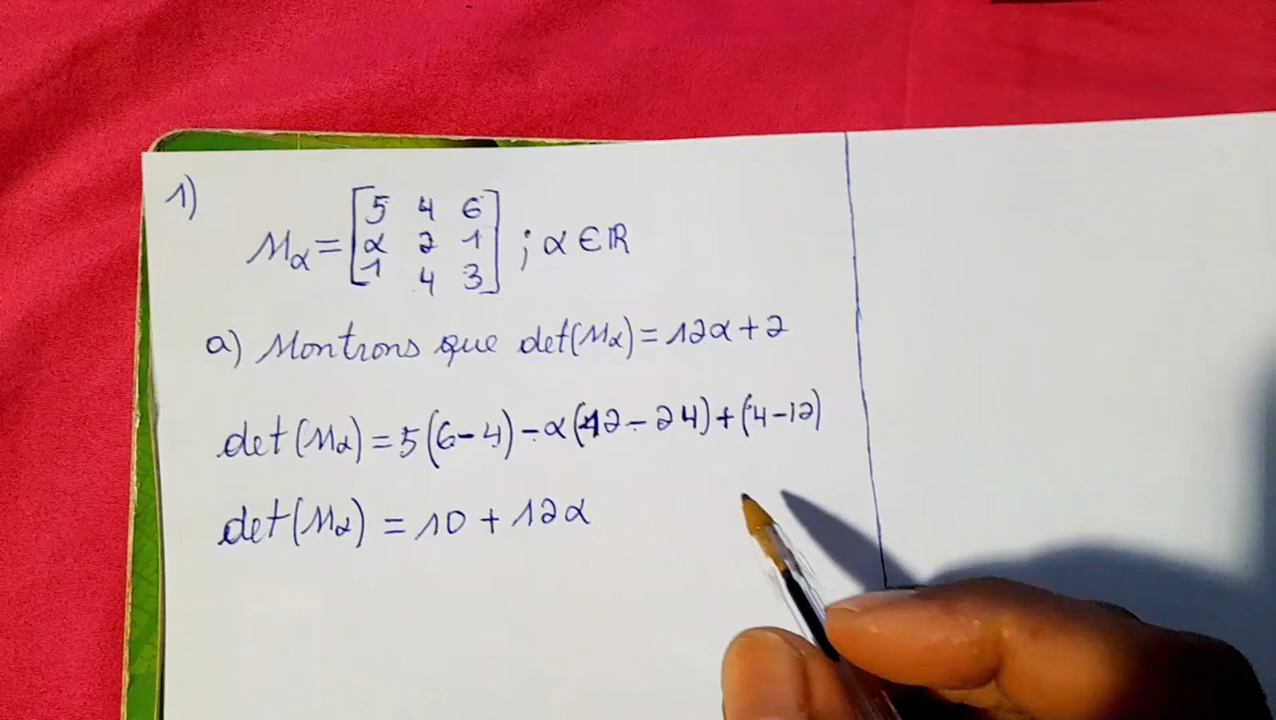 1)
Mα = [5 4 6
α 2 1
1 4 3] ; α ∈ ℝ
a) Montrons que det(Mα) = 12α + 2
det(Mα) = 5(6-4) - α(12-24) + (4-12)
det(Mα) = 10 + 12α